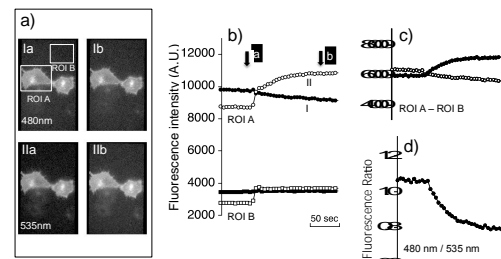 a)
Ia
Ib
ROI B
ROI A
480nm
IIa
IIb
535nm
b)
Fluorescence intensity (A.U.)
14000
12000
10000
8000
6000
4000
2000
a
b
II
I
ROI A
ROI B
50 sec
c)
ROI A – ROI B
d)
Fluorescence Ratio
480 nm / 535 nm